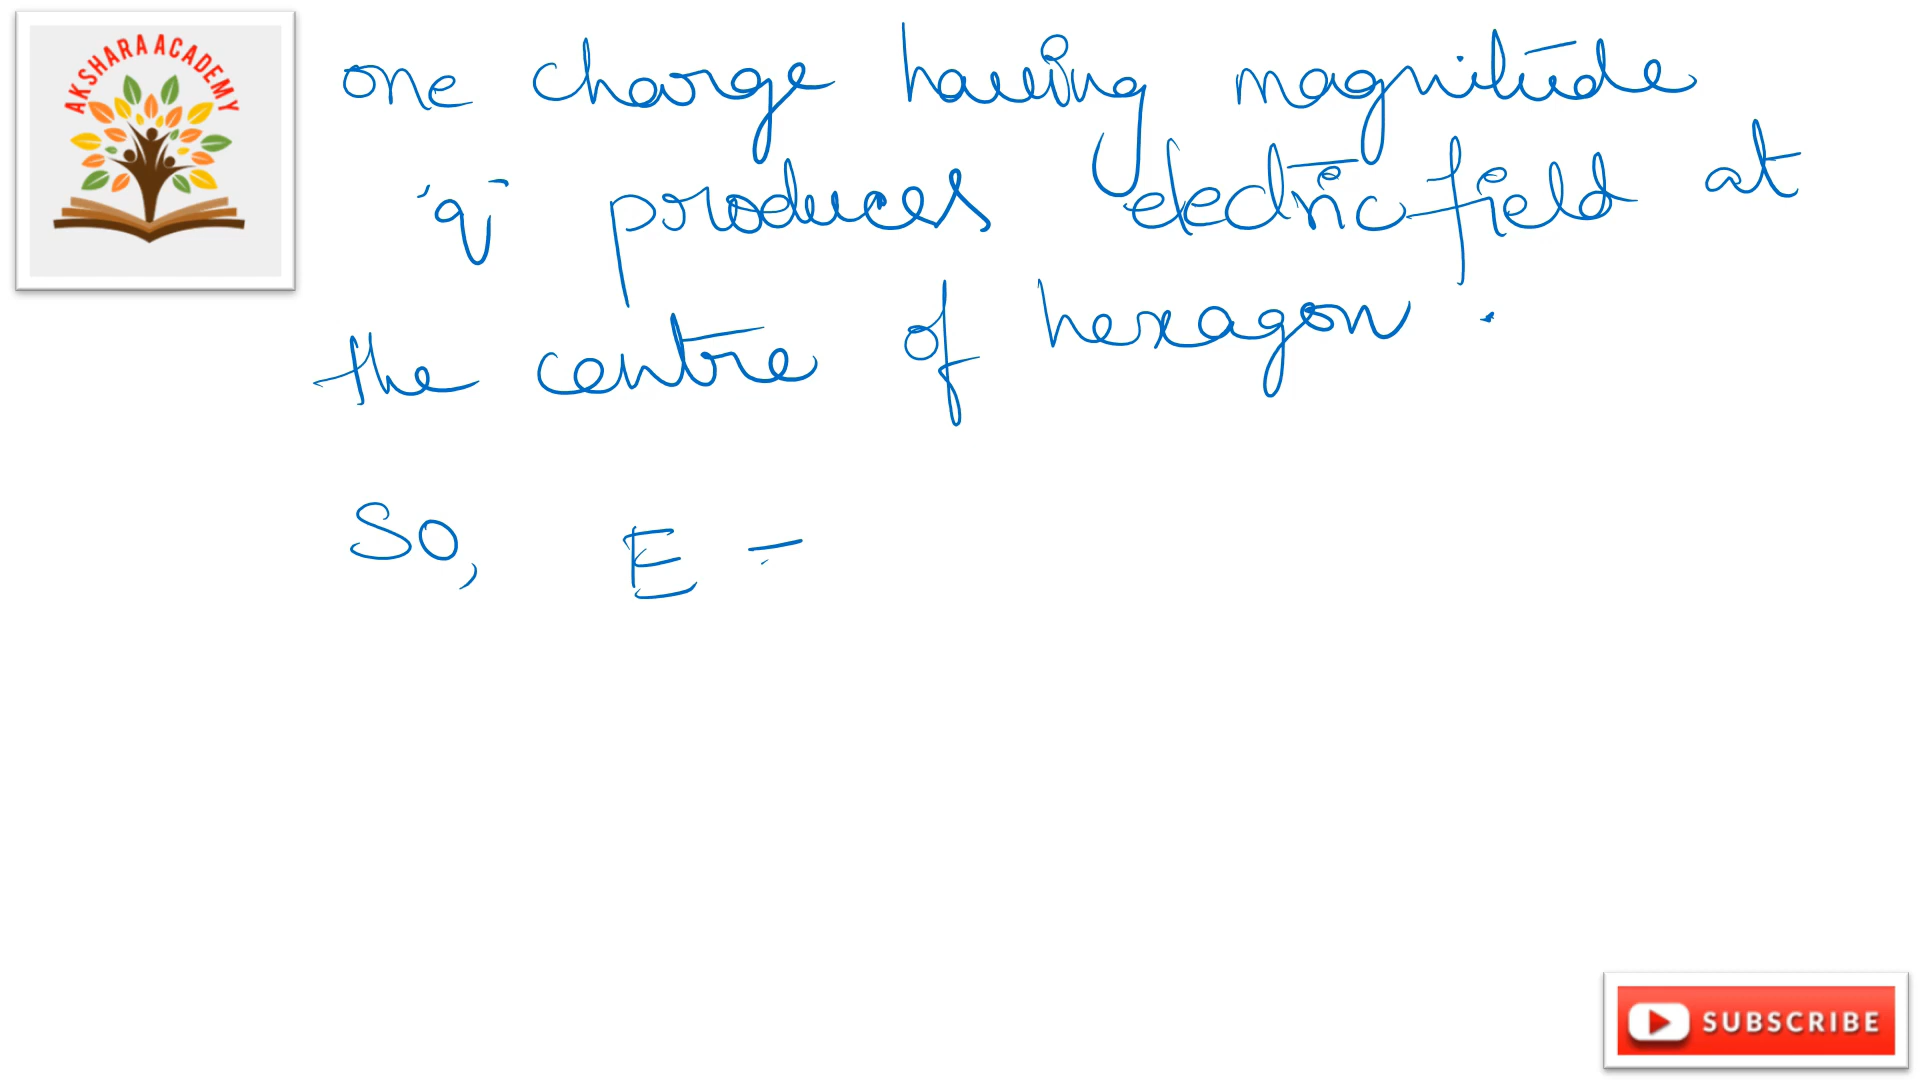 AKSHARA ACADEMY
one charge having magnitude
'q' produces electric field at
the centre of hexagon.
So, E =
SUBSCRIBE